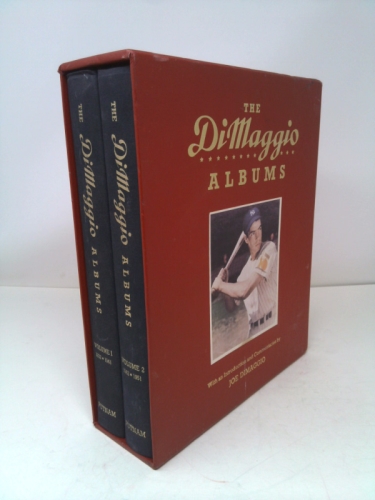 THE
DiMaggio
ALBUMS
With an Introduction and Commentaries by
JOE DIMAGGIO
THE DiMaggio ALBUMS
VOLUME 1
PUTNAM
THE DiMaggio ALBUMS
VOLUME 2
PUTNAM